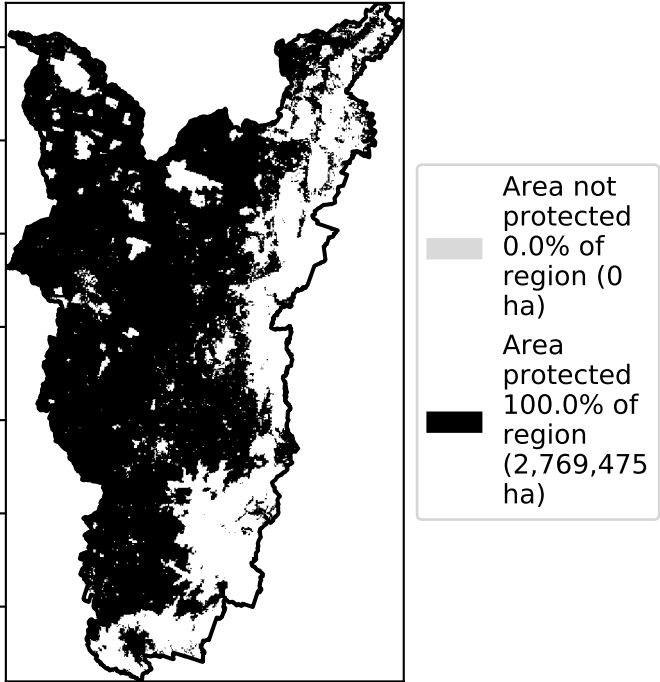 Area not
protected
0.0% of
region (0
ha)
Area
protected
100.0% of
region
(2,769,475
ha)